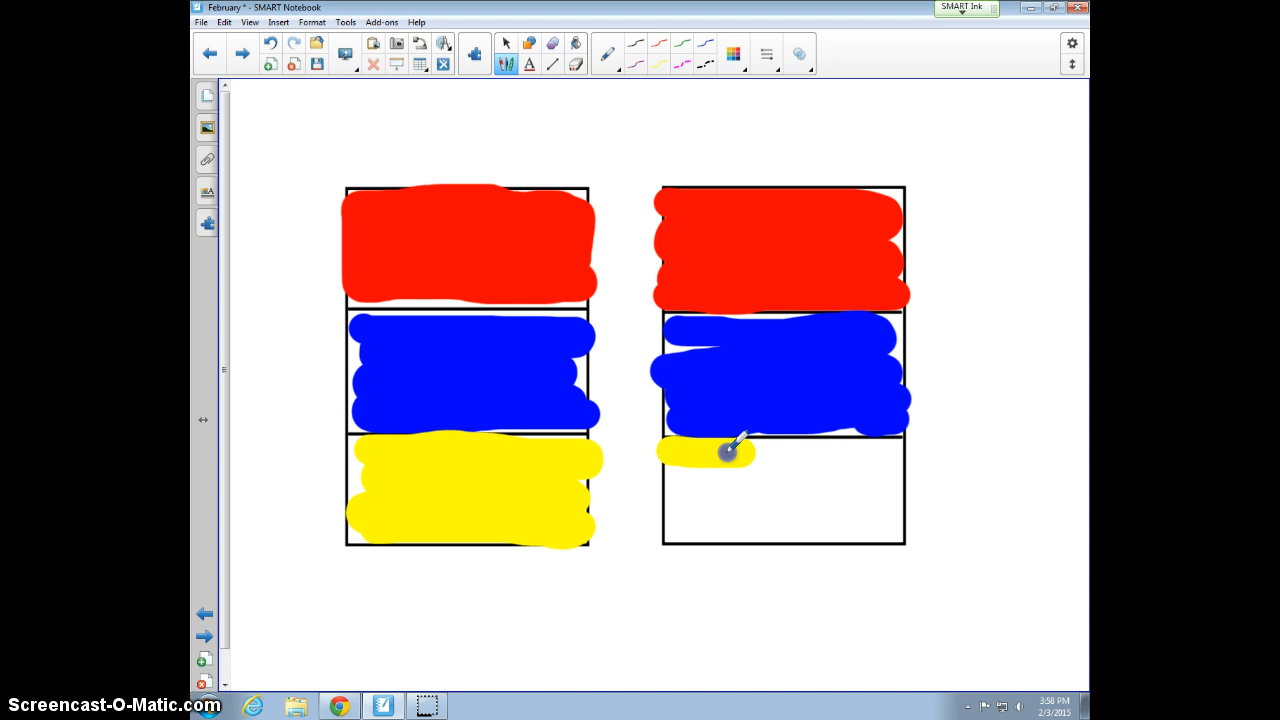 February * - SMART Notebook
SMART Ink
File Edit View Insert Format Tools Add-ons Help
A
3:58 PM
2/3/2015
Screencast-O-Matic.com